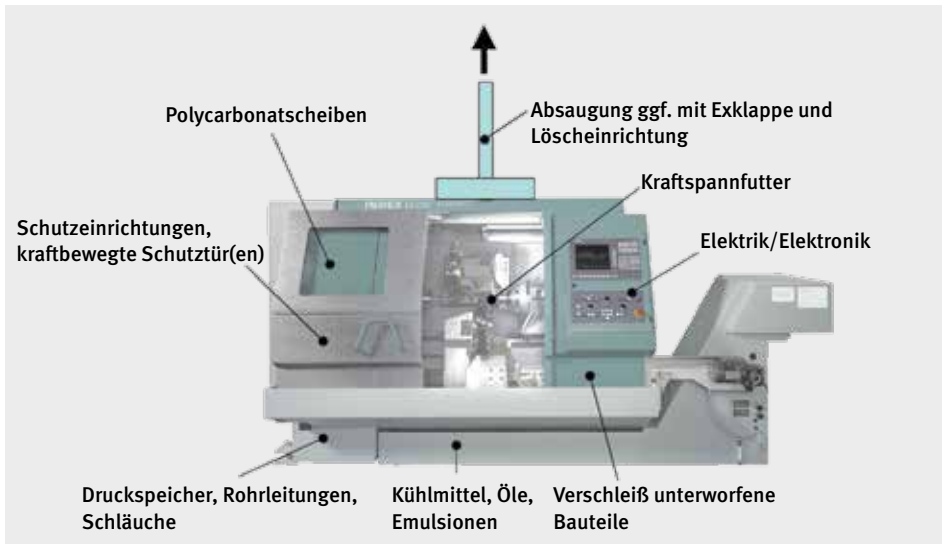 Polycarbonatscheiben
Absaugung ggf. mit Exklappe und
Löscheinrichtung
Kraftspannfutter
Schutzeinrichtungen,
kraftbewegte Schutztür(en)
Elektrik/Elektronik
Druckspeicher, Rohrleitungen,
Schläuche
Kühlmittel, Öle,
Emulsionen
Verschleiß unterworfene
Bauteile